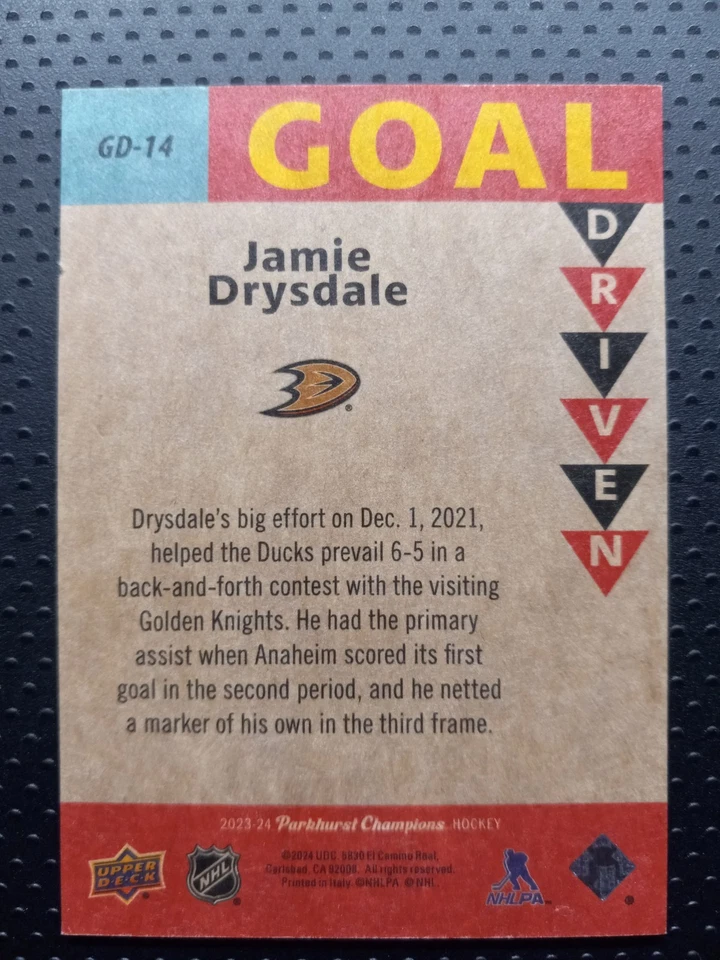 GD-14
GOAL
DRIVEN
Jamie
Drysdale
Drysdale's big effort on Dec. 1, 2021,
helped the Ducks prevail 6-5 in a
back-and-forth contest with the visiting
Golden Knights. He had the primary
assist when Anaheim scored its first
goal in the second period, and he netted
a marker of his own in the third frame.
2023-24 Parkhurst Champions HOCKEY
©2024 UDC. 5830 El Camino Real,
Carlsbad, CA 92008. All rights reserved.
Printed in Italy. ©NHLPA. © NHL.
UPPER
DECK
NHL
NHLPA